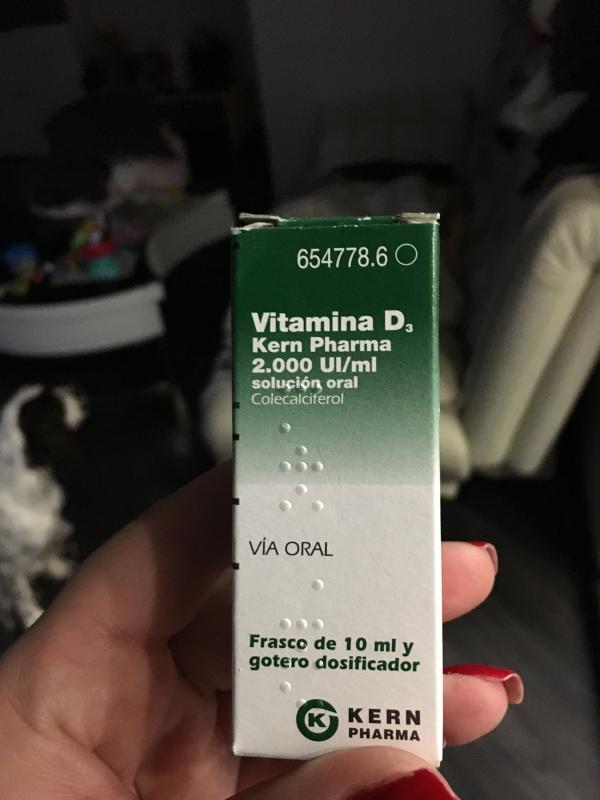 654778.6
Vitamina D₃
Kern Pharma
2.000 UI/ml
solución oral
Colecalciferol
VÍA ORAL
Frasco de 10 ml y
gotero dosificador
KERN
PHARMA